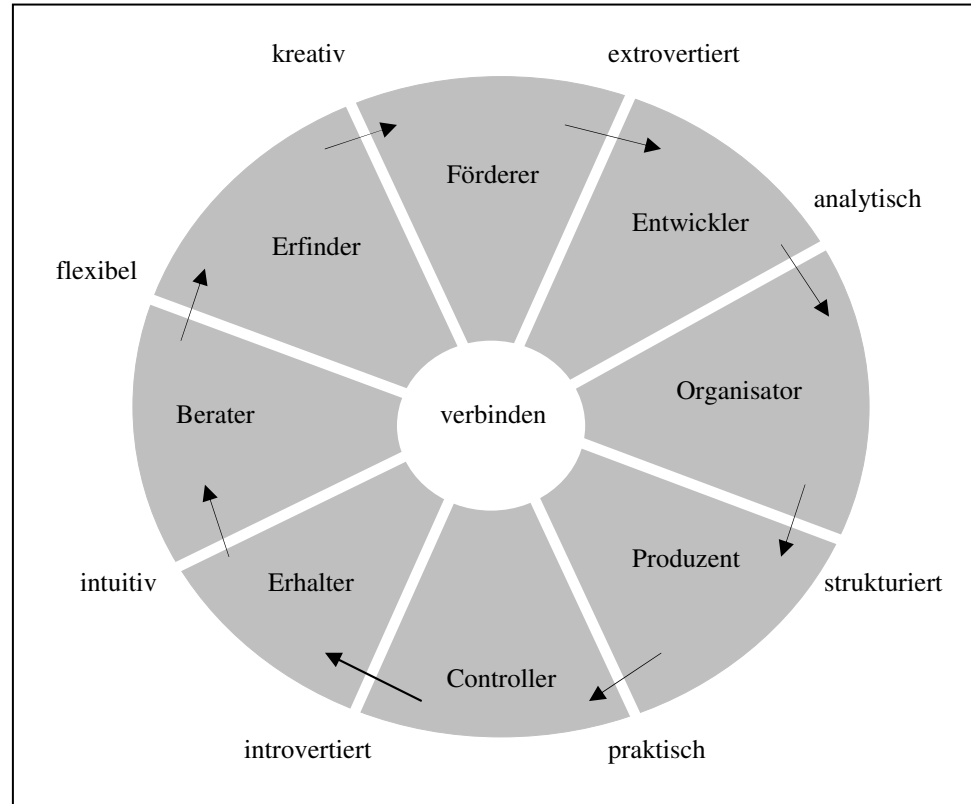 kreativ
extrovertiert
Förderer
analytisch
Entwickler
Erfinder
flexibel
Organisator
Berater
verbinden
Produzent
intuitiv
Erhalter
strukturiert
Controller
introvertiert
praktisch